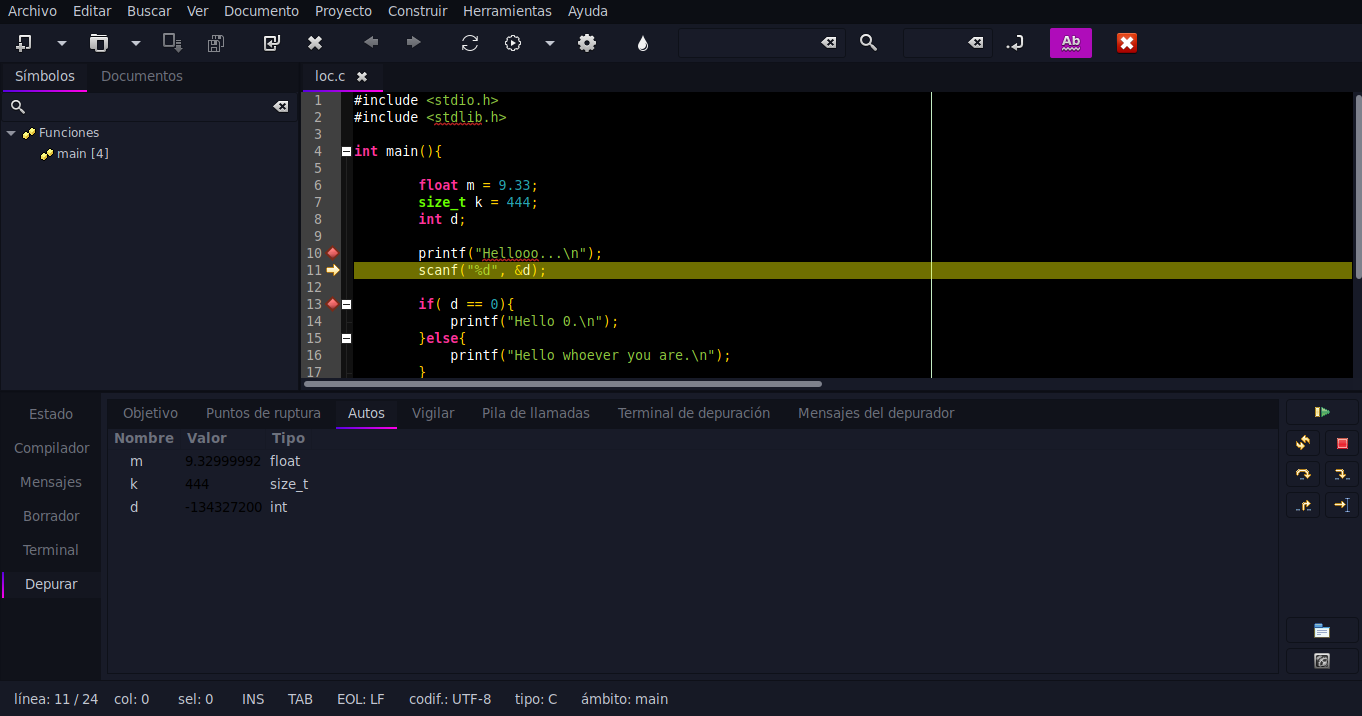 Archivo Editar Buscar Ver Documento Proyecto Construir Herramientas Ayuda
Ab
Símbolos Documentos
Funciones
main [4]
loc.c
1 #include <stdio.h>
2 #include <stdlib.h>
3
4 int main(){
5
6 float m = 9.33;
7 size_t k = 444;
8 int d;
9
10 printf("Hellooo...\n");
11 scanf("%d", &d);
12
13 if( d == 0){
14 printf("Hello 0.\n");
15 }else{
16 printf("Hello whoever you are.\n");
17 }
Estado
Compilador
Mensajes
Borrador
Terminal
Depurar
Objetivo Puntos de ruptura Autos Vigilar Pila de llamadas Terminal de depuración Mensajes del depurador
Nombre Valor Tipo
m 9.32999992 float
k 444 size_t
d -134327200 int
línea: 11 / 24 col: 0 sel: 0 INS TAB EOL: LF codif.: UTF-8 tipo: C ámbito: main